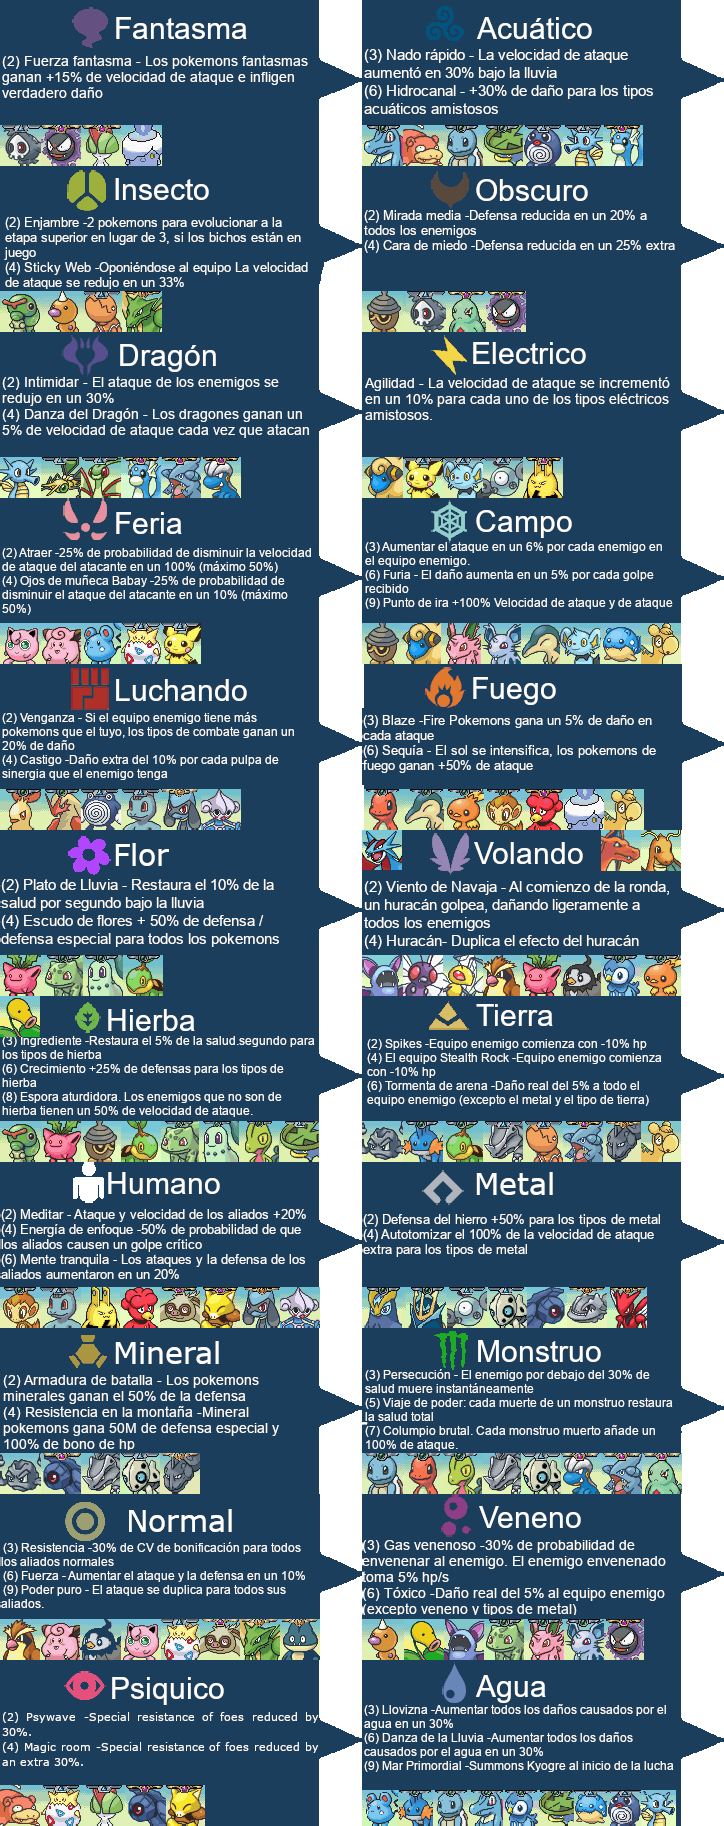 Fantasma
(2) Fuerza fantasma - Los pokemons fantasmas
ganan +15% de velocidad de ataque e infligen
verdadero daño
Acuático
(3) Nado rápido - La velocidad de ataque
aumentó en 30% bajo la lluvia
(6) Hidrocanal - +30% de daño para los tipos
acuáticos amistosos
Insecto
(2) Enjambre -2 pokemons para evolucionar a la
etapa superior en lugar de 3, si los bichos están en
juego
(4) Sticky Web -Oponiéndose al equipo La velocidad
de ataque se redujo en un 33%
Obscuro
(2) Mirada media -Defensa reducida en un 20% a
todos los enemigos
(4) Cara de miedo -Defensa reducida en un 25% extra
Dragón
(2) Intimidar - El ataque de los enemigos se
redujo en un 30%
(4) Danza del Dragón - Los dragones ganan un
5% de velocidad de ataque cada vez que atacan
Electrico
Agilidad - La velocidad de ataque se incrementó
en un 10% para cada uno de los tipos eléctricos
amistosos.
Feria
(2) Atraer -25% de probabilidad de disminuir la velocidad
de ataque del atacante en un 100% (máximo 50%)
(4) Ojos de muñeca Babay -25% de probabilidad de
disminuir el ataque del atacante en un 10% (máximo
50%)
Campo
(3) Aumentar el ataque en un 6% por cada enemigo en
el equipo enemigo.
(6) Furia - El daño aumenta en un 5% por cada golpe
recibido
(9) Punto de ira +100% Velocidad de ataque y de ataque
Luchando
(2) Venganza - Si el equipo enemigo tiene más
pokemons que el tuyo, los tipos de combate ganan un
20% de daño
(4) Castigo -Daño extra del 10% por cada pulpa de
sinergia que el enemigo tenga
Fuego
(3) Blaze -Fire Pokemons gana un 5% de daño en
cada ataque
(6) Sequía - El sol se intensifica, los pokemons de
fuego ganan +50% de ataque
Flor
(2) Plato de Lluvia - Restaura el 10% de la
salud por segundo bajo la lluvia
(4) Escudo de flores + 50% de defensa /
defensa especial para todos los pokemons
Volando
(2) Viento de Navaja - Al comienzo de la ronda,
un huracán golpea, dañando ligeramente a
todos los enemigos
(4) Huracán- Duplica el efecto del huracán
Hierba
(3) Ingrediente -Restaura el 5% de la salud.segundo para
los tipos de hierba
(6) Crecimiento +25% de defensas para los tipos de
hierba
(8) Espora aturdidora. Los enemigos que no son de
hierba tienen un 50% de velocidad de ataque.
Tierra
(2) Spikes -Equipo enemigo comienza con -10% hp
(4) El equipo Stealth Rock -Equipo enemigo comienza
con -10% hp
(6) Tormenta de arena -Daño real del 5% a todo el
equipo enemigo (excepto el metal y el tipo de tierra)
Humano
(2) Meditar - Ataque y velocidad de los aliados +20%
(4) Energía de enfoque -50% de probabilidad de que
los aliados causen un golpe crítico
(6) Mente tranquila - Los ataques y la defensa de los
aliados aumentaron en un 20%
Metal
(2) Defensa del hierro +50% para los tipos de metal
(4) Autotomizar el 100% de la velocidad de ataque
extra para los tipos de metal
Mineral
(2) Armadura de batalla - Los pokemons
minerales ganan el 50% de la defensa
(4) Resistencia en la montaña -Mineral
pokemons gana 50M de defensa especial y
100% de bono de hp
Monstruo
(3) Persecución - El enemigo por debajo del 30% de
salud muere instantáneamente
(5) Viaje de poder: cada muerte de un monstruo restaura
la salud total
(7) Columpio brutal. Cada monstruo muerto añade un
100% de ataque.
Normal
(3) Resistencia -30% de CV de bonificación para todos
los aliados normales
(6) Fuerza - Aumentar el ataque y la defensa en un 10%
(9) Poder puro - El ataque se duplica para todos sus
aliados.
Veneno
(3) Gas venenoso -30% de probabilidad de
envenenar al enemigo. El enemigo envenenado
toma 5% hp/s
(6) Tóxico -Daño real del 5% al equipo enemigo
(excepto veneno y tipos de metal)
Psiquico
(2) Psywave -Special resistance of foes reduced by
30%.
(4) Magic room -Special resistance of foes reduced by
an extra 30%.
Agua
(3) Llovizna -Aumentar todos los daños causados por el
agua en un 30%
(6) Danza de la Lluvia -Aumentar todos los daños
causados por el agua en un 30%
(9) Mar Primordial -Summons Kyogre al inicio de la lucha